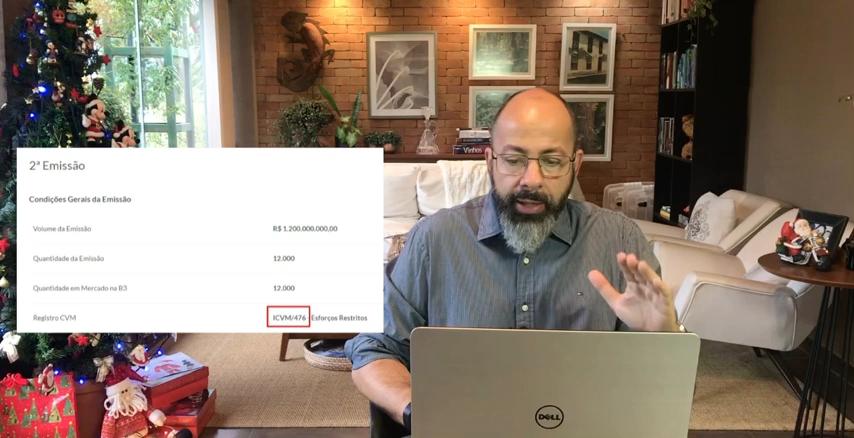 2ª Emissão
Condições Gerais da Emissão
Volume da Emissão R$ 1.200.000.000,00
Quantidade da Emissão 12.000
Quantidade em Mercado na B3 12.000
Registro CVM ICVM/476 Esforços Restritos
Vinhos
DELL